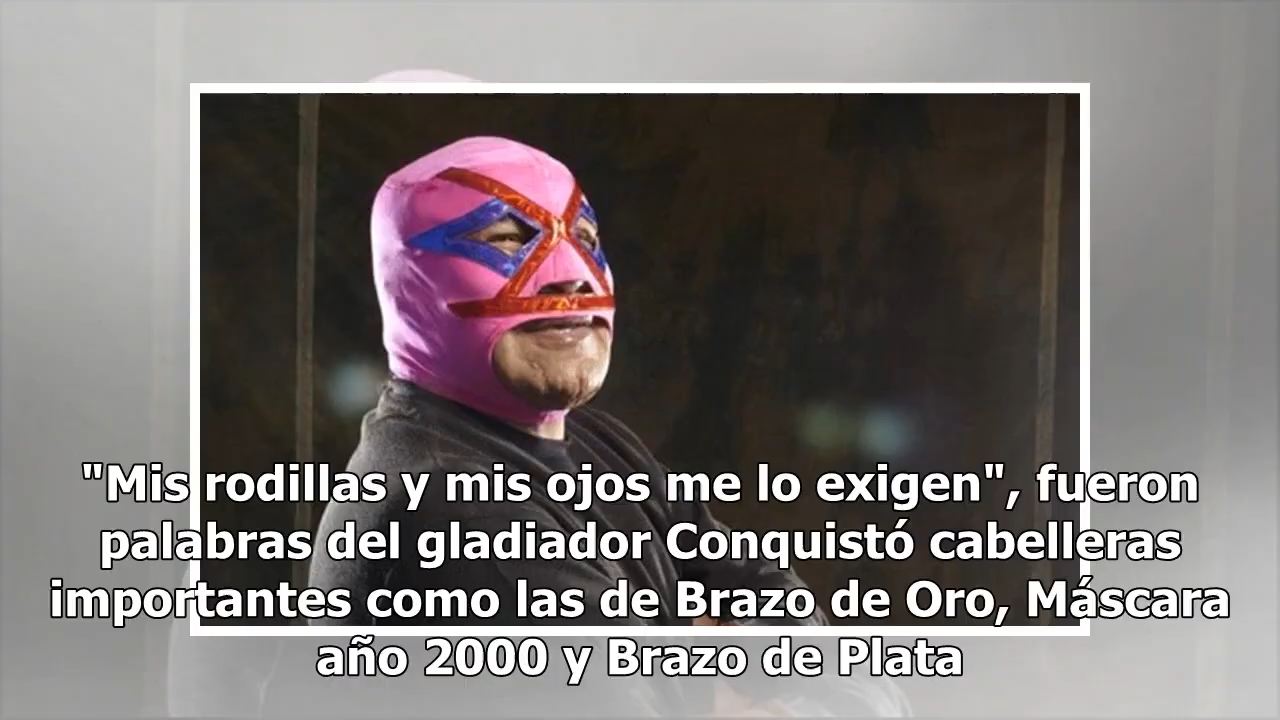 "Mis rodillas y mis ojos me lo exigen", fueron
palabras del gladiador Conquistó cabelleras
importantes como las de Brazo de Oro, Máscara
año 2000 y Brazo de Plata